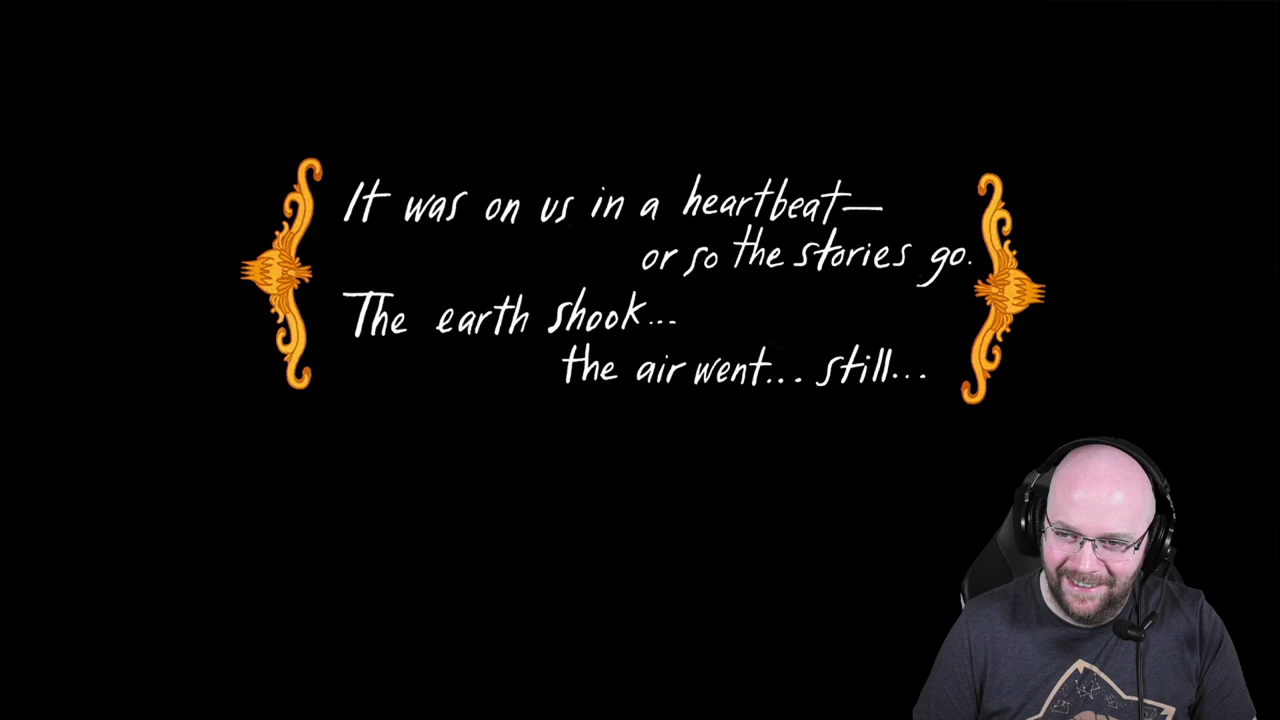 It was on us in a heartbeat—
or so the stories go.
The earth shook...
the air went... still...